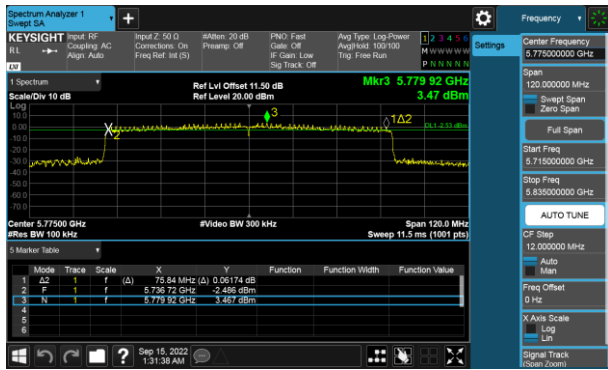 Spectrum Analyzer 1
Swept SA
+
Frequency
KEYSIGHT
RL
LXI
Input: RF
Coupling: AC
Align: Auto
Input Z: 50 Ω
Corrections: On
Freq Ref: Int (S)
#Atten: 20 dB
Preamp: Off
PNO: Fast
Gate: Off
IF Gain: Low
Sig Track: Off
Avg Type: Log-Power
Avg|Hold: 100/100
Trig: Free Run
1 2 3 4 5 6
M W W W W W
P N N N N N
1 Spectrum
Scale/Div 10 dB
Ref Lvl Offset 11.50 dB
Ref Level 20.00 dBm
Mkr3 5.779 92 GHz
3.47 dBm
Log
10.0
0.00
-10.0
-20.0
-30.0
-40.0
-50.0
-60.0
-70.0
2
3
1Δ2
DL1 -2.53 dBm
Center 5.77500 GHz
#Res BW 100 kHz
#Video BW 300 kHz
Span 120.0 MHz
Sweep 11.5 ms (1001 pts)
5 Marker Table
Mode Trace Scale X Y Function Function Width Function Value
1 Δ2 1 f (Δ) 75.84 MHz (Δ) 0.06174 dB
2 F 1 f 5.736 72 GHz -2.486 dBm
3 N 1 f 5.779 92 GHz 3.467 dBm
4
5
6
?
Sep 15, 2022
1:31:38 AM
Settings
Center Frequency
5.775000000 GHz
Span
120.000000 MHz
Swept Span
Zero Span
Full Span
Start Freq
5.715000000 GHz
Stop Freq
5.835000000 GHz
AUTO TUNE
CF Step
12.000000 MHz
Auto
Man
Freq Offset
0 Hz
X Axis Scale
Log
Lin
Signal Track
(Span Zoom)